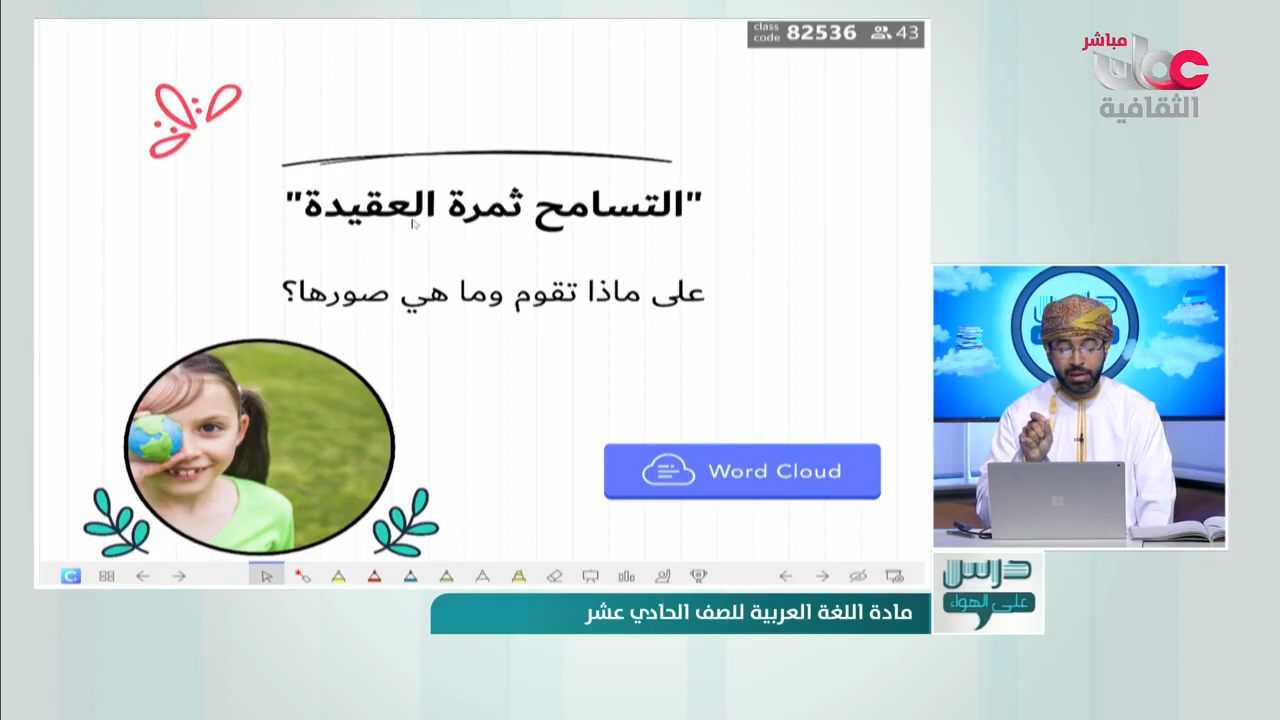 class code 82536 43
مباشر
عمان
الثقافية
"التسامح ثمرة العقيدة"
على ماذا تقوم وما هي صورها؟
Word Cloud
درس
على الهواء
مادة اللغة العربية للصف الحادي عشر